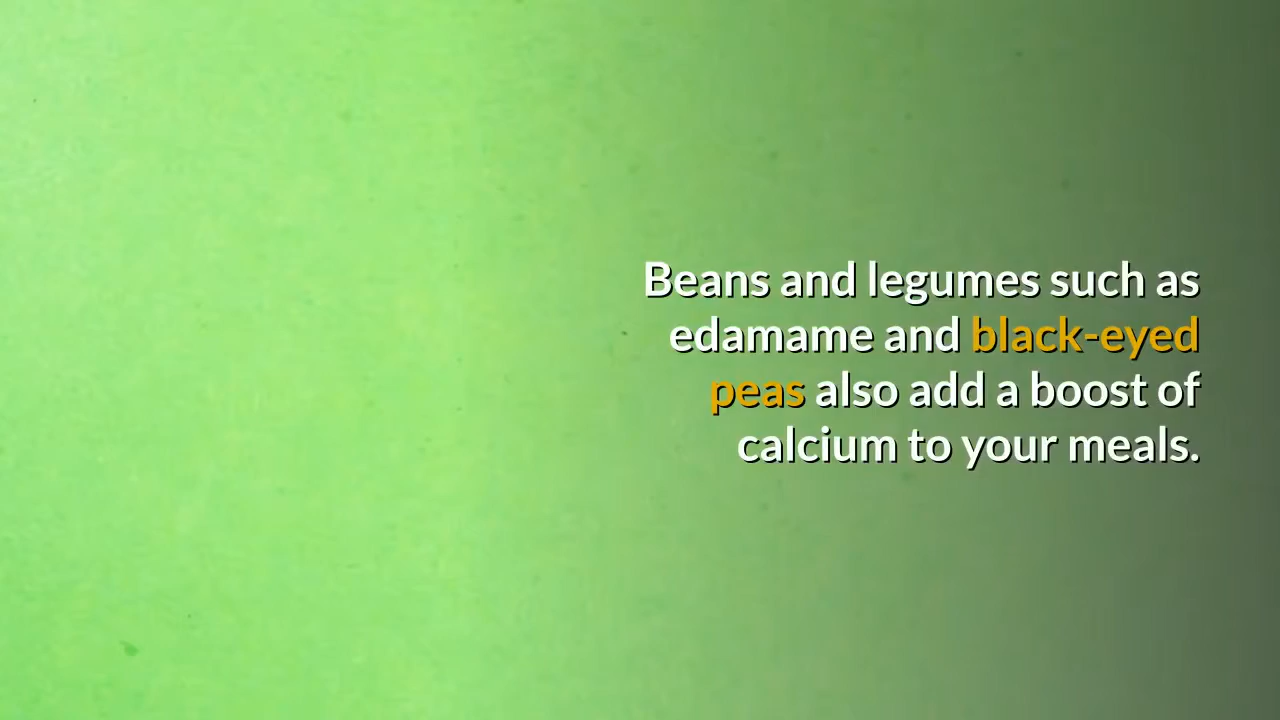 Beans and legumes such as
edamame and black-eyed
peas also add a boost of
calcium to your meals.